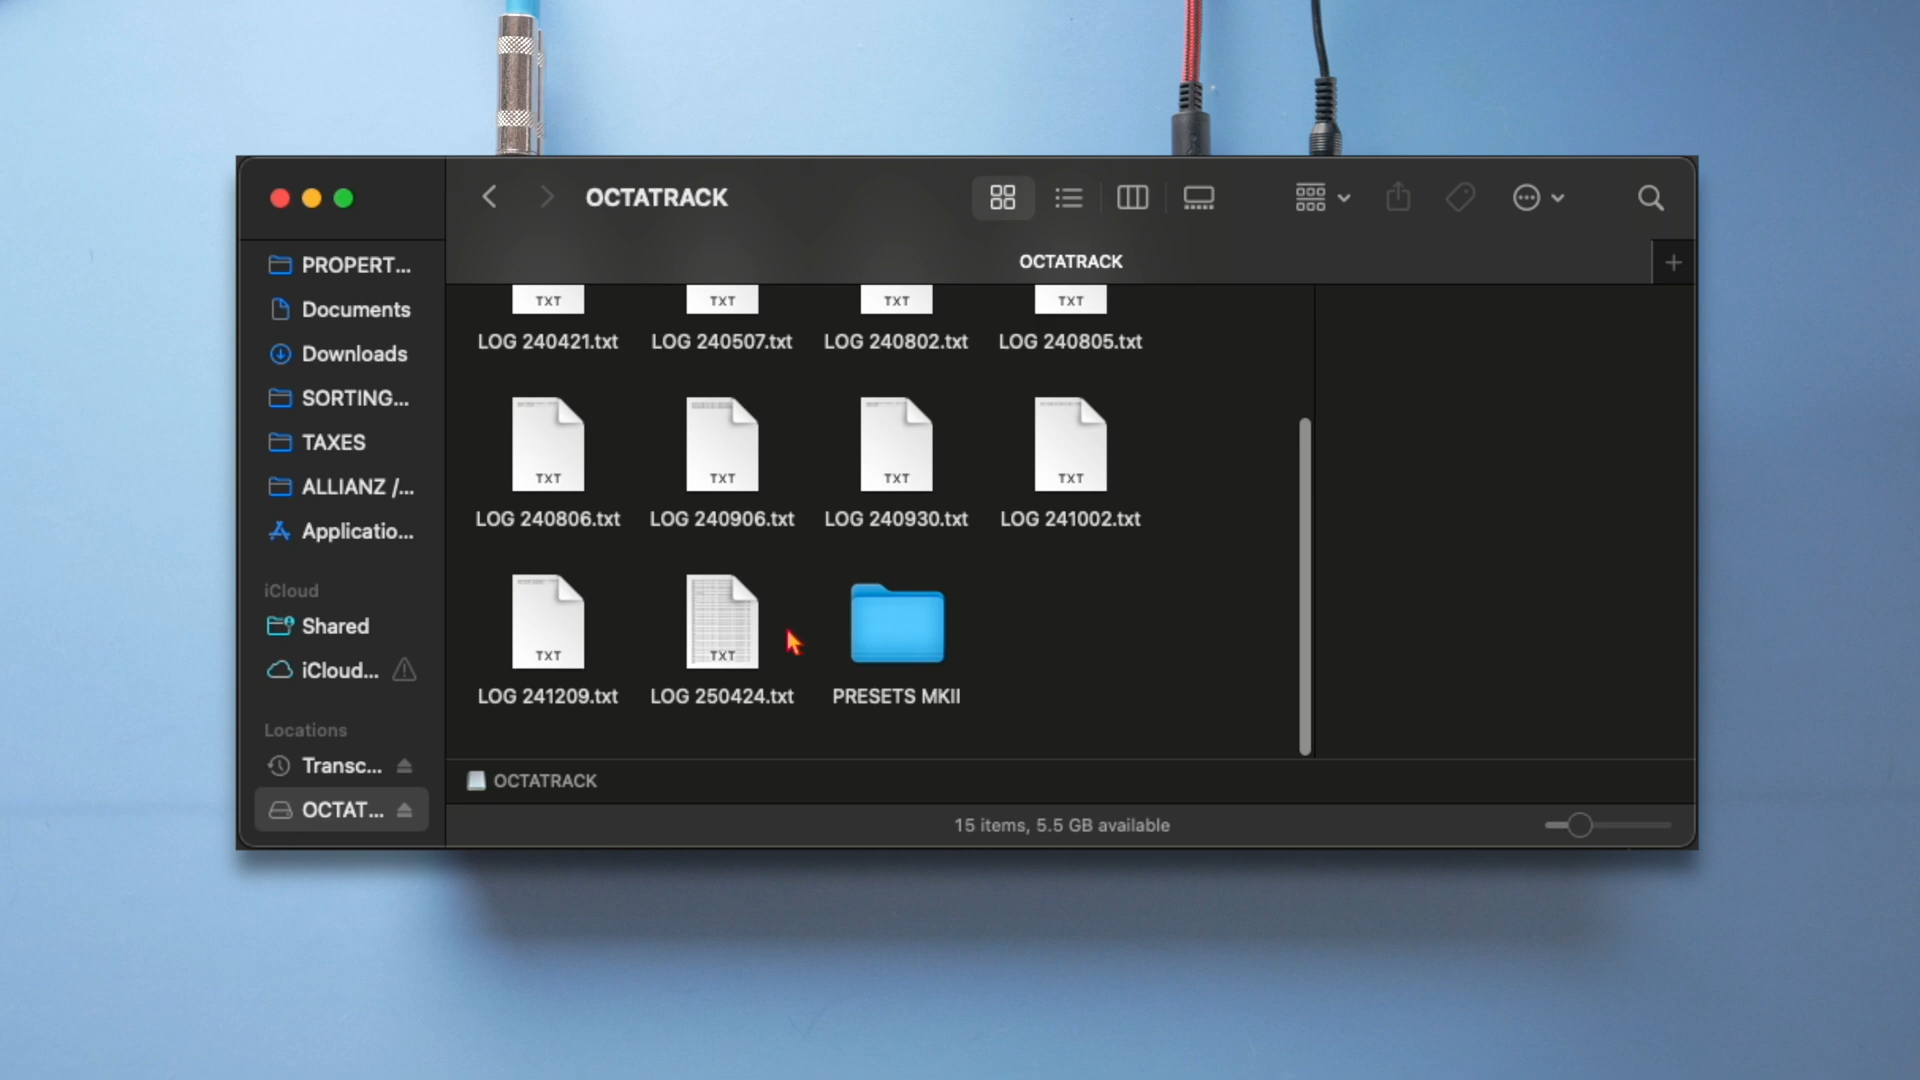 OCTATRACK
OCTATRACK
PROPERT...
Documents
Downloads
SORTING...
TAXES
ALLIANZ /...
Applicatio...
iCloud
Shared
iCloud...
Locations
Transc...
OCTAT...
TXT TXT TXT TXT
LOG 240421.txt LOG 240507.txt LOG 240802.txt LOG 240805.txt
TXT TXT TXT TXT
LOG 240806.txt LOG 240906.txt LOG 240930.txt LOG 241002.txt
TXT TXT
LOG 241209.txt LOG 250424.txt PRESETS MKII
OCTATRACK
15 items, 5.5 GB available